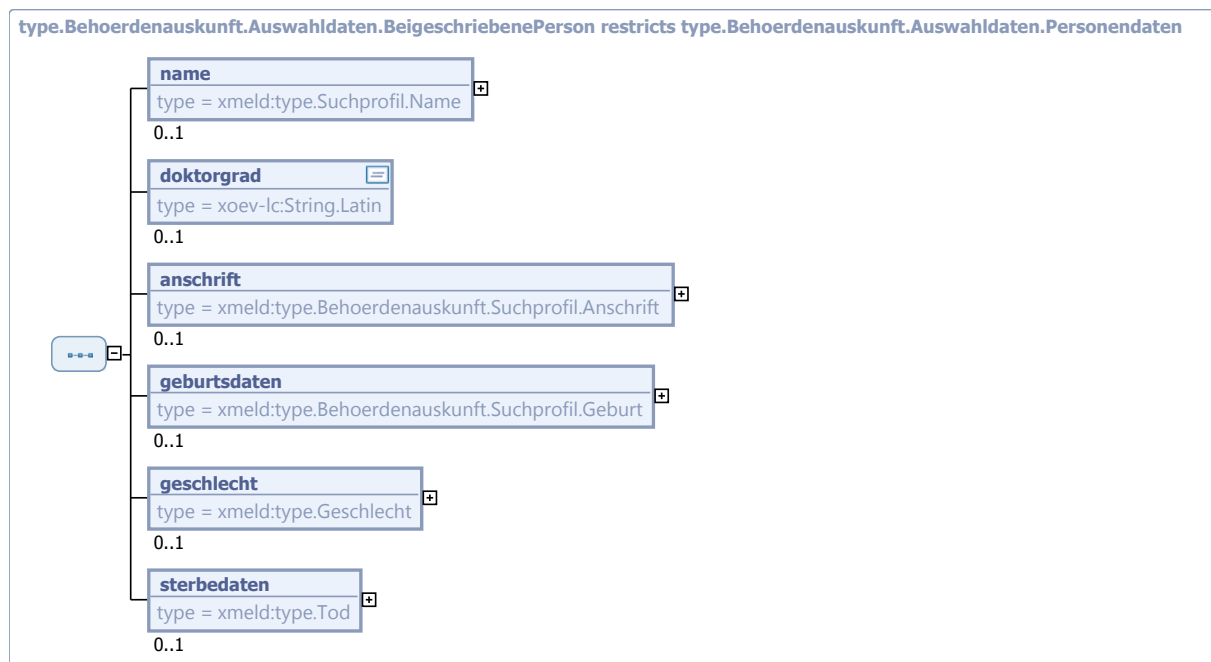 type.Behoerdenauskunft.Auswahldaten.BeigeschriebenePerson restricts type.Behoerdenauskunft.Auswahldaten.Personendaten
name
type = xmeld:type.Suchprofil.Name
0..1
doktorgrad
type = xoev-lc:String.Latin
0..1
anschrift
type = xmeld:type.Behoerdenauskunft.Suchprofil.Anschrift
0..1
geburtsdaten
type = xmeld:type.Behoerdenauskunft.Suchprofil.Geburt
0..1
geschlecht
type = xmeld:type.Geschlecht
0..1
sterbedaten
type = xmeld:type.Tod
0..1